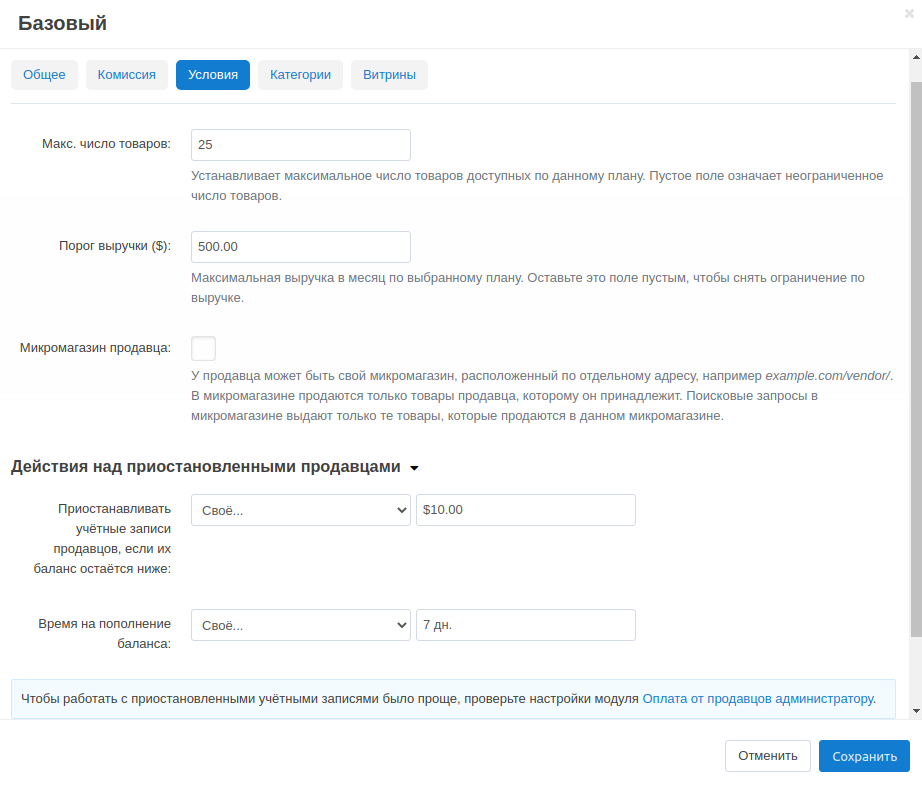 Базовый
Общее
Комиссия
Условия
Категории
Витрины
Макс. число товаров:
25
Устанавливает максимальное число товаров доступных по данному плану. Пустое поле означает неограниченное
число товаров.
Порог выручки ($):
500.00
Максимальная выручка в месяц по выбранному плану. Оставьте это поле пустым, чтобы снять ограничение по
выручке.
Микромагазин продавца:
У продавца может быть свой микромагазин, расположенный по отдельному адресу, например example.com/vendor/.
В микромагазине продаются только товары продавца, которому он принадлежит. Поисковые запросы в
микромагазине выдают только те товары, которые продаются в данном микромагазине.
Действия над приостановленными продавцами
Приостанавливать
учётные записи
продавцов, если их
баланс остаётся ниже:
Своё...
$10.00
Время на пополнение
баланса:
Своё...
7 дн.
Чтобы работать с приостановленными учётными записями было проще, проверьте настройки модуля Оплата от продавцов администратору.
Отменить
Сохранить